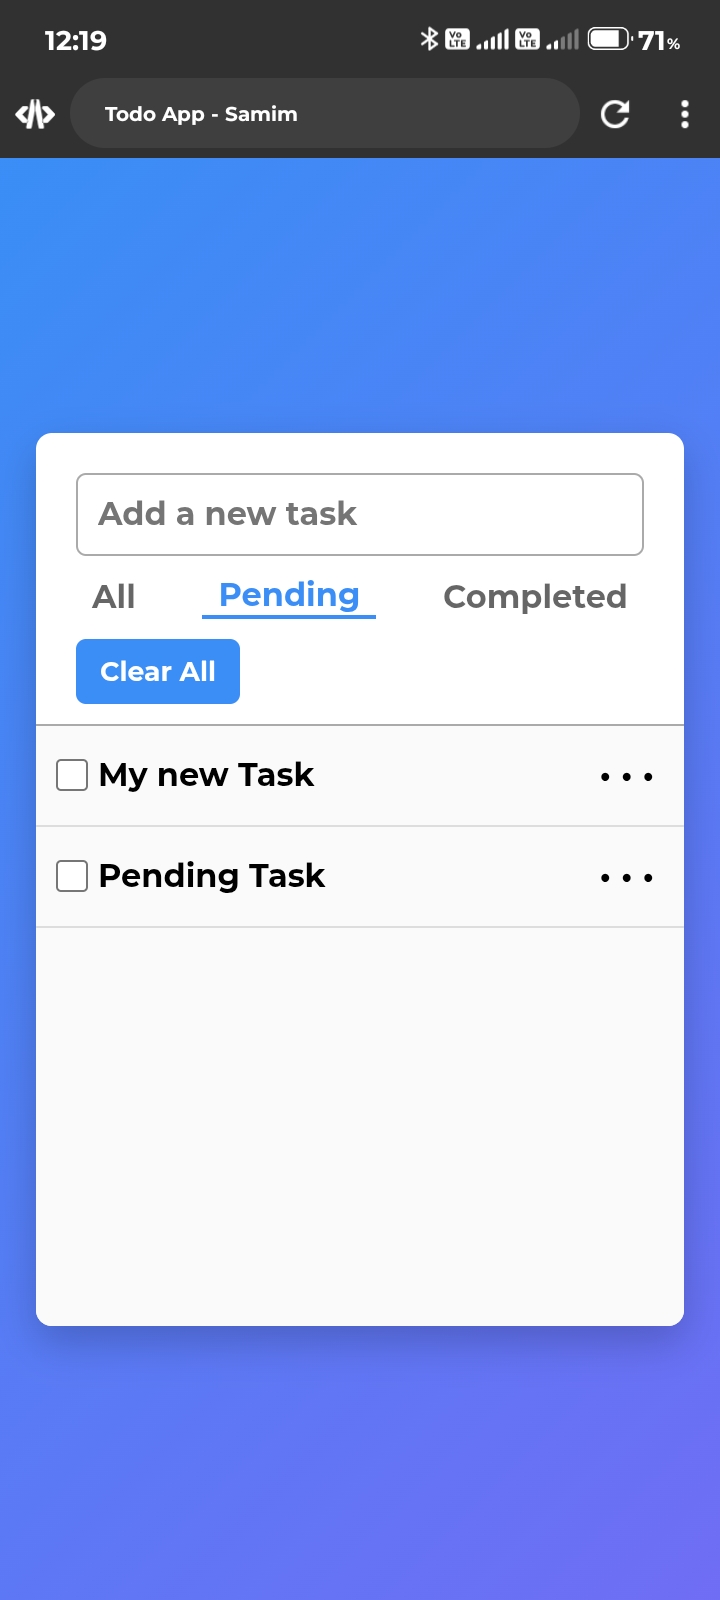 12:19 Vo LTE Vo LTE 71%
Todo App - Samim
Add a new task
All Pending Completed
Clear All
My new Task
Pending Task